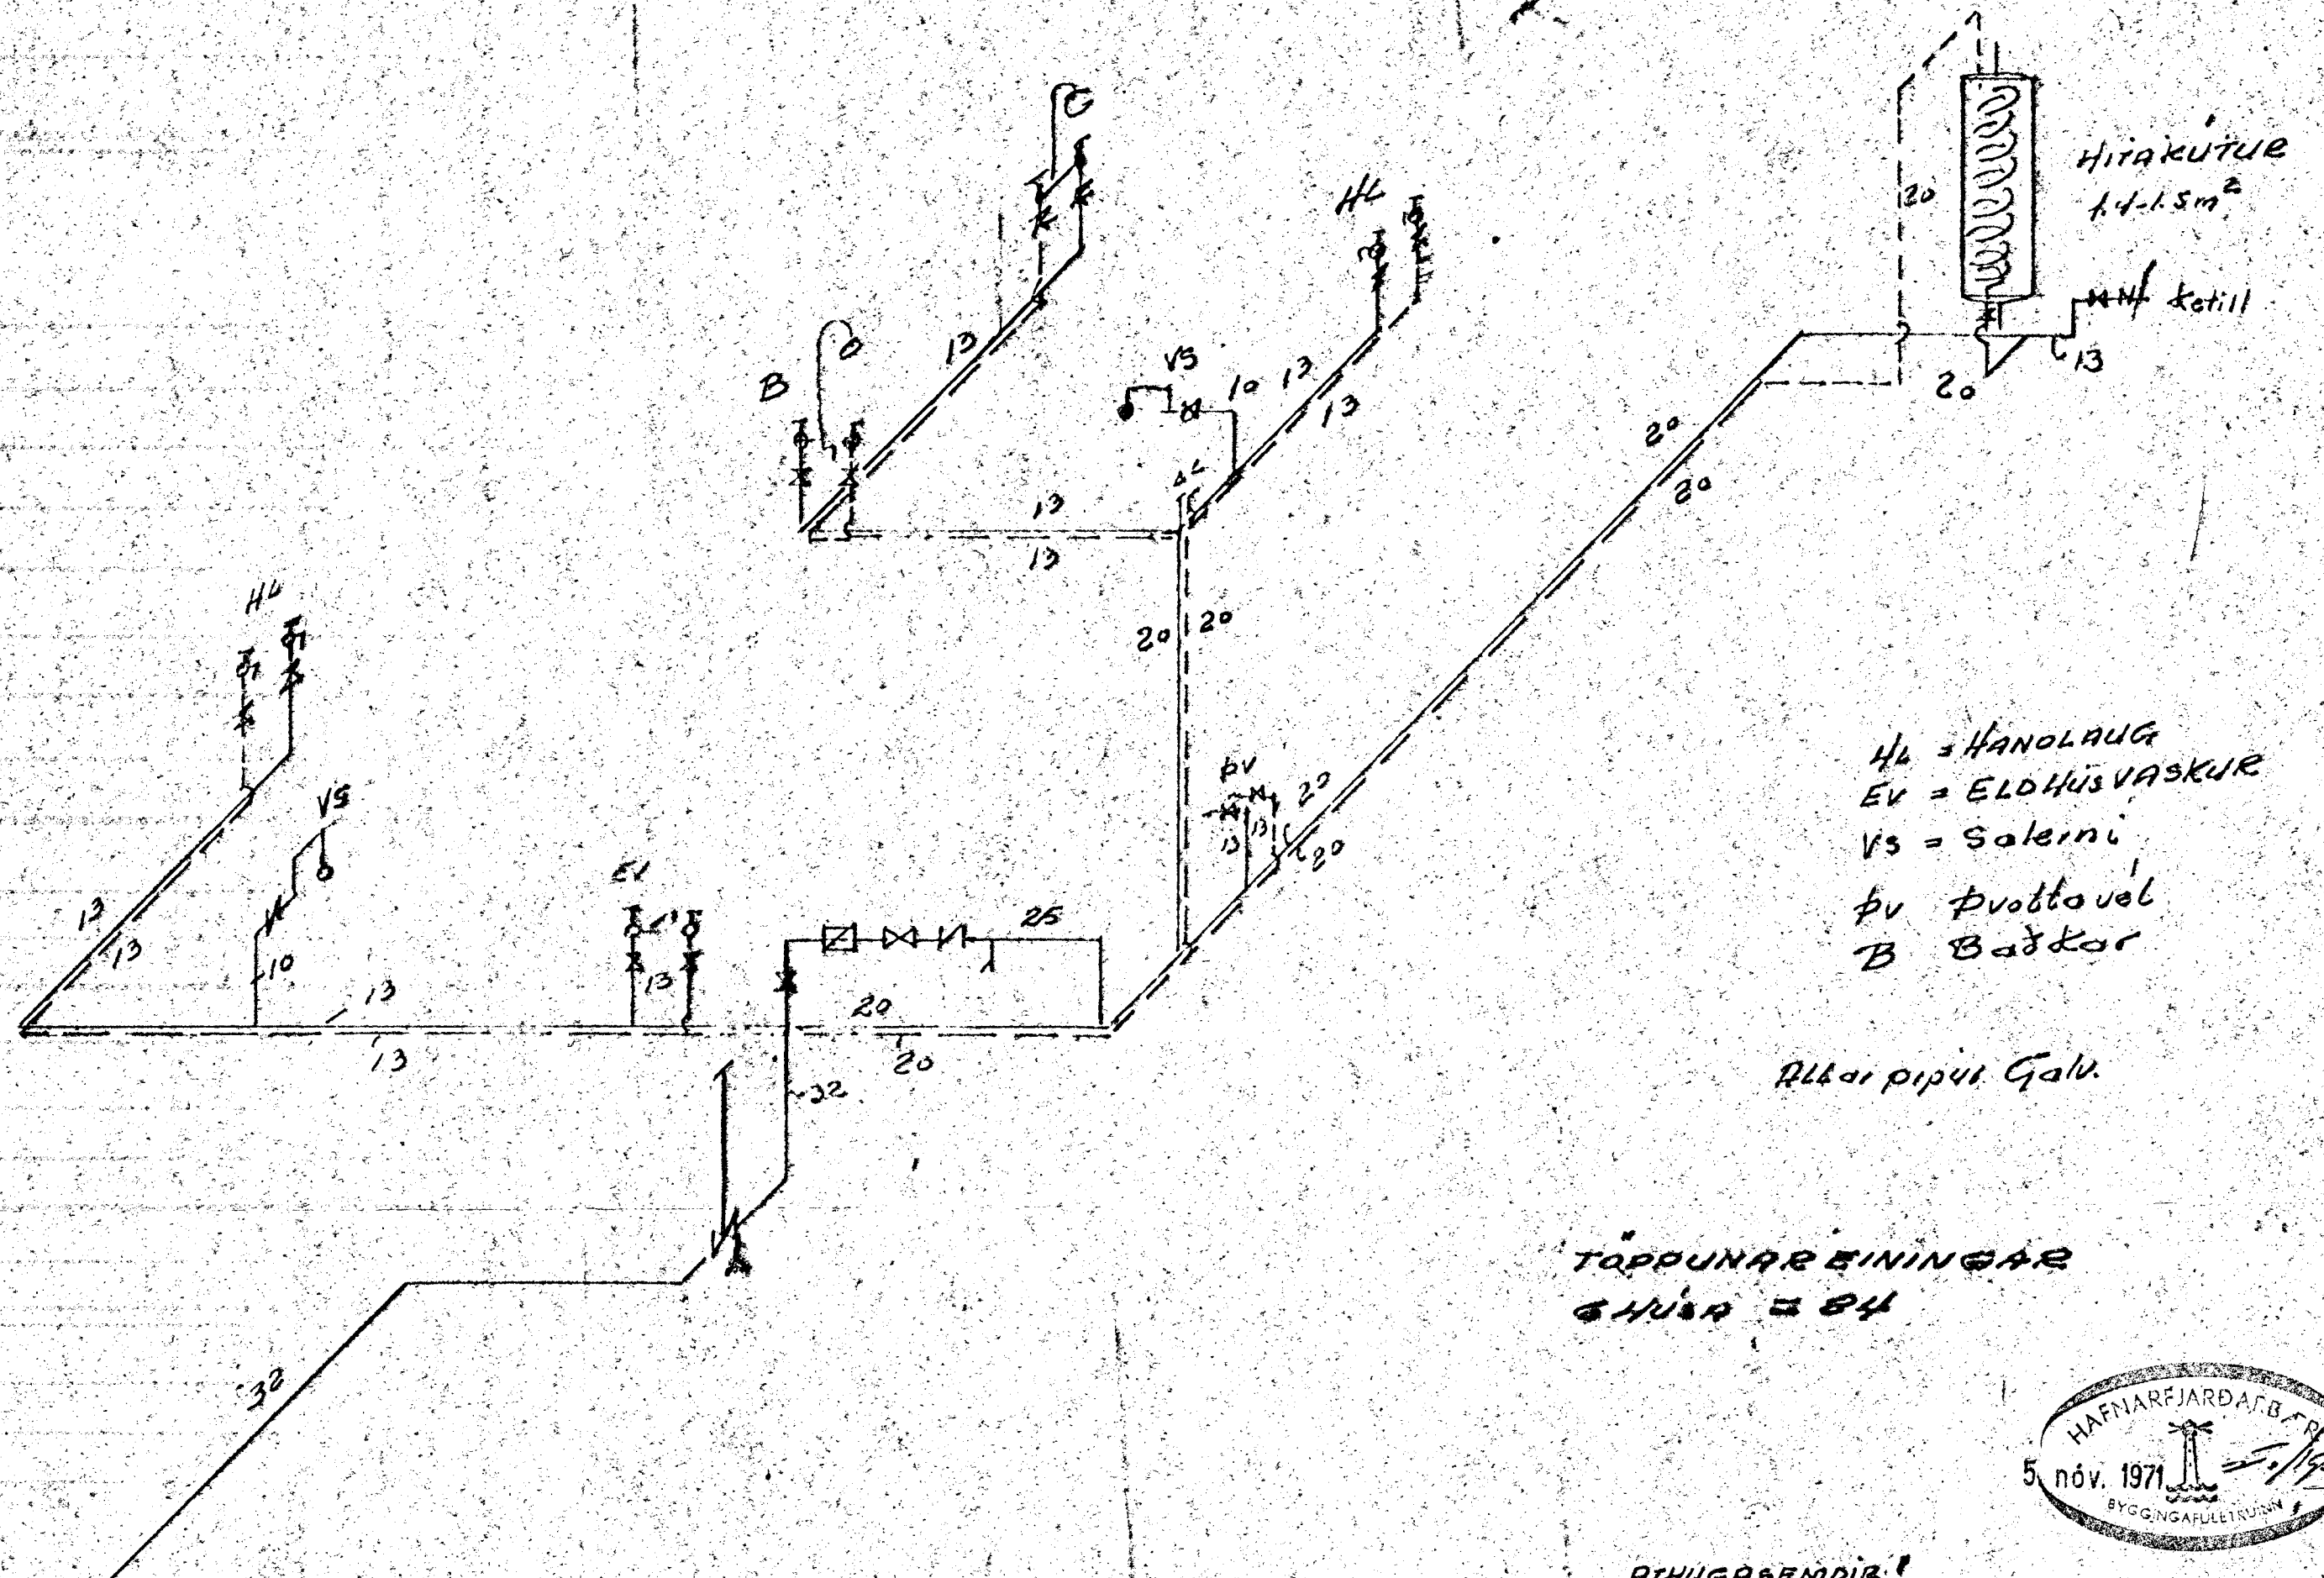 HL
20
Hitakútur
1.4-1.5m²
Ketill
13
20
13
B
VS
10
13
13
20
20
13
13
HL
20
20
VS
ÞV
20
13
13
20
EV
13
13
10
13
13
25
13
20
20
32
32
HL = HANDLAUG
EV = ELDHÚSVASKUR
VS = Salerni
ÞV Þvottavél
B Baðkar
Allar pípur Galv.
TÖPPUNAREININGAR
6 HÚSA = 84
HAFNARFJARÐAR
5. nóv. 1971
BYGGINGAFULLTRÚINN